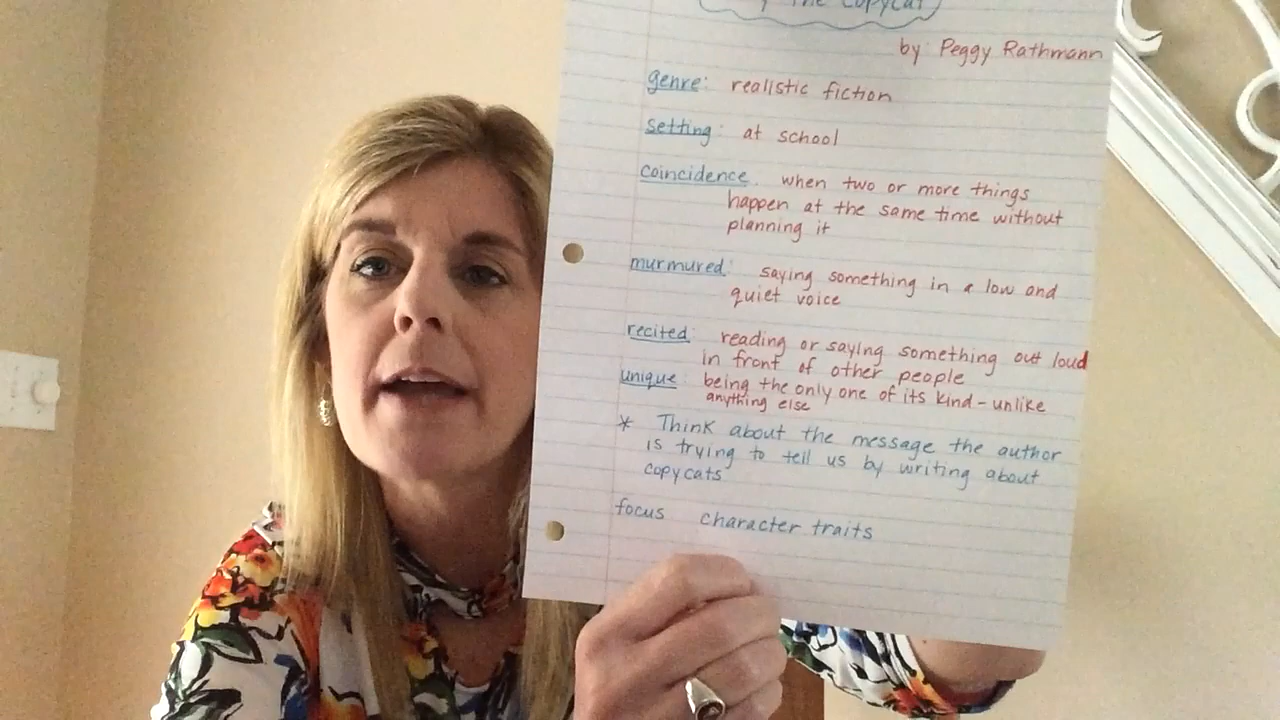 the Copycat
by Peggy Rathmann
genre: realistic fiction
setting: at school
coincidence: when two or more things
happen at the same time without
planning it
murmured: saying something in a low and
quiet voice
recited: reading or saying something out loud
in front of other people
unique: being the only one of its kind - unlike
anything else
* Think about the message the author
is trying to tell us by writing about
copycats
focus character traits